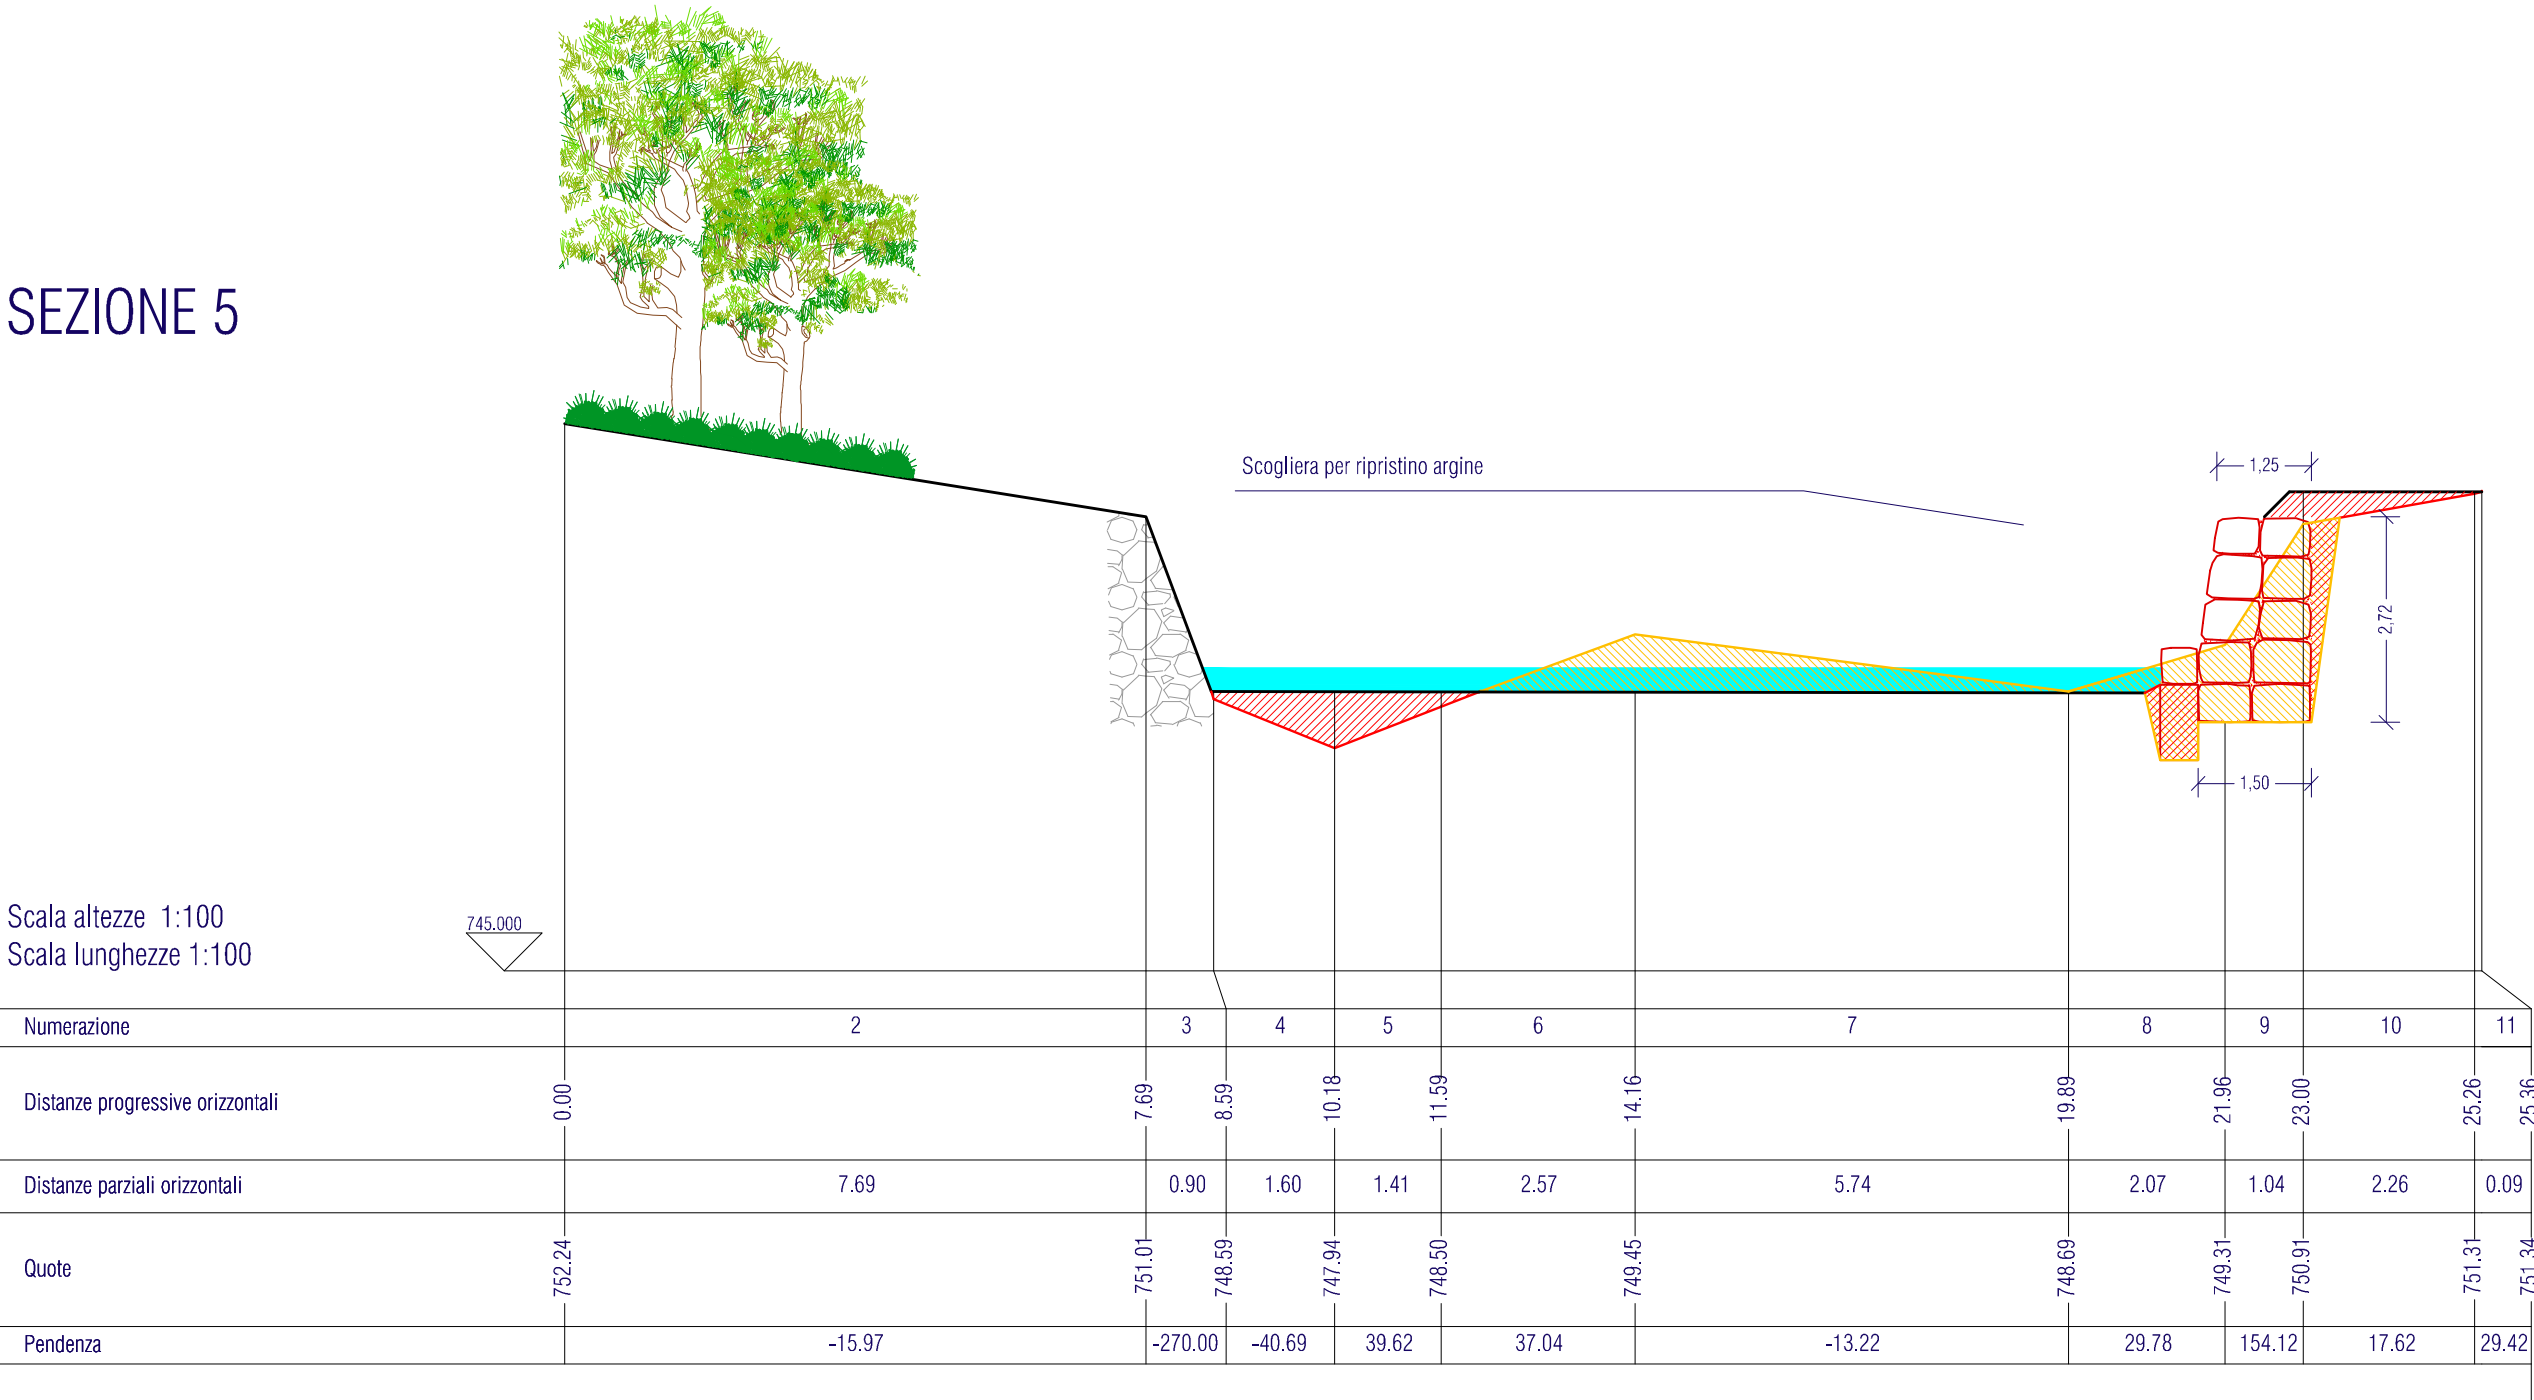 SEZIONE 5
Scogliera per ripristino argine
1,25
2,72
1,50
Scala altezze 1:100
Scala lunghezze 1:100
745.000
Numerazione 2 3 4 5 6 7 8 9 10 11
Distanze progressive orizzontali 0.00 7.69 8.59 10.18 11.59 14.16 19.89 21.96 23.00 25.26 25.36
Distanze parziali orizzontali 7.69 0.90 1.60 1.41 2.57 5.74 2.07 1.04 2.26 0.09
Quote 752.24 751.01 748.59 747.94 748.50 749.45 748.69 749.31 750.91 751.31 751.34
Pendenza -15.97 -270.00 -40.69 39.62 37.04 -13.22 29.78 154.12 17.62 29.42